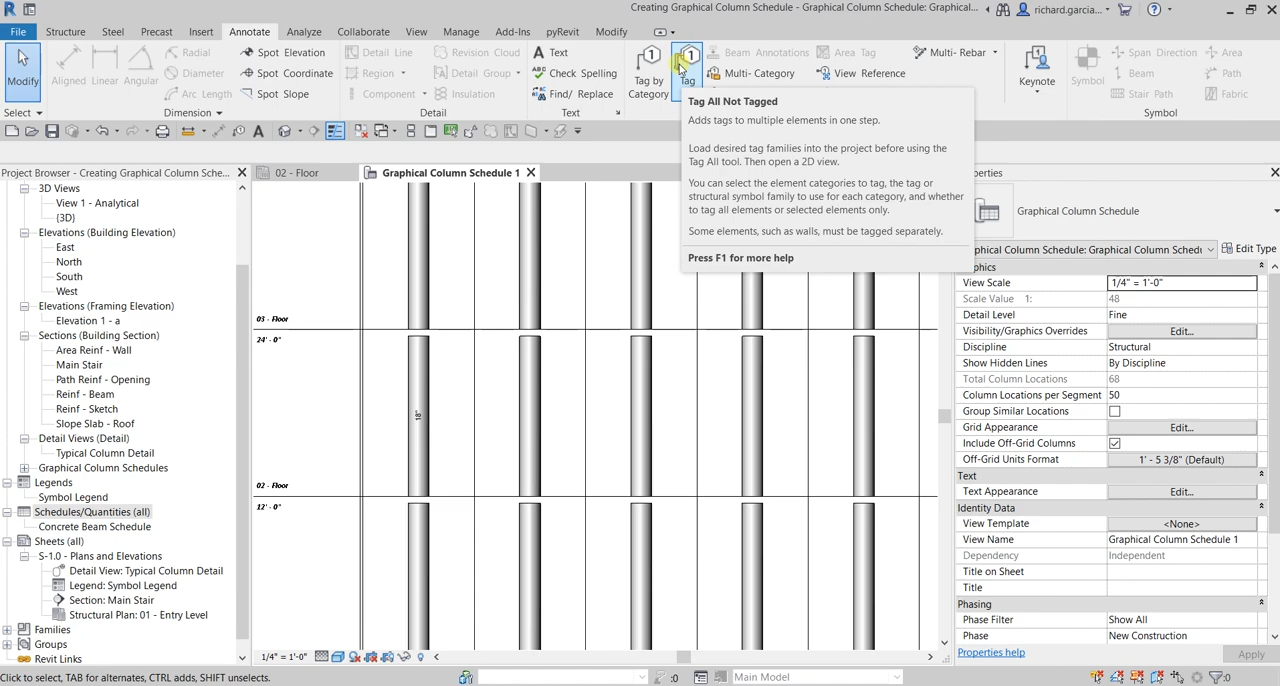 Creating Graphical Column Schedule - Graphical Column Schedule: Graphical...
richard.garcia...
File
Structure
Steel
Precast
Insert
Annotate
Analyze
Collaborate
View
Manage
Add-Ins
pyRevit
Modify
Modify
Aligned
Linear
Angular
Radial
Diameter
Arc Length
Spot Elevation
Spot Coordinate
Spot Slope
Detail Line
Region
Component
Revision Cloud
Detail Group
Insulation
Text
Check Spelling
Find/ Replace
Tag by
Category
Tag
Beam Annotations
Multi- Category
Area Tag
View Reference
Multi- Rebar
Keynote
Symbol
Span Direction
Beam
Stair Path
Area
Path
Fabric
Select
Dimension
Detail
Text
Symbol
Tag All Not Tagged
Adds tags to multiple elements in one step.
Load desired tag families into the project before using the
Tag All tool. Then open a 2D view.
You can select the element categories to tag, the tag or
structural symbol family to use for each category, and whether
to tag all elements or selected elements only.
Some elements, such as walls, must be tagged separately.
Press F1 for more help
Project Browser - Creating Graphical Column Sche...
3D Views
View 1 - Analytical
{3D}
Elevations (Building Elevation)
East
North
South
West
Elevations (Framing Elevation)
Elevation 1 - a
Sections (Building Section)
Area Reinf - Wall
Main Stair
Path Reinf - Opening
Reinf - Beam
Reinf - Sketch
Slope Slab - Roof
Detail Views (Detail)
Typical Column Detail
Graphical Column Schedules
Legends
Symbol Legend
Schedules/Quantities (all)
Concrete Beam Schedule
Sheets (all)
S-1.0 - Plans and Elevations
Detail View: Typical Column Detail
Legend: Symbol Legend
Section: Main Stair
Structural Plan: 01 - Entry Level
Families
Groups
Revit Links
02 - Floor
Graphical Column Schedule 1
03 - Floor
24' - 0"
18"
02 - Floor
12' - 0"
1/4" = 1'-0"
perties
Graphical Column Schedule
phical Column Schedule: Graphical Column Schedu
Edit Type
phics
View Scale 1/4" = 1'-0"
Scale Value 1: 48
Detail Level Fine
Visibility/Graphics Overrides Edit...
Discipline Structural
Show Hidden Lines By Discipline
Total Column Locations 68
Column Locations per Segment 50
Group Similar Locations
Grid Appearance Edit...
Include Off-Grid Columns
Off-Grid Units Format 1' - 5 3/8" (Default)
Text
Text Appearance Edit...
Identity Data
View Template <None>
View Name Graphical Column Schedule 1
Dependency Independent
Title on Sheet
Title
Phasing
Phase Filter Show All
Phase New Construction
Properties help
Apply
Click to select, TAB for alternates, CTRL adds, SHIFT unselects.
:0
Main Model
:0